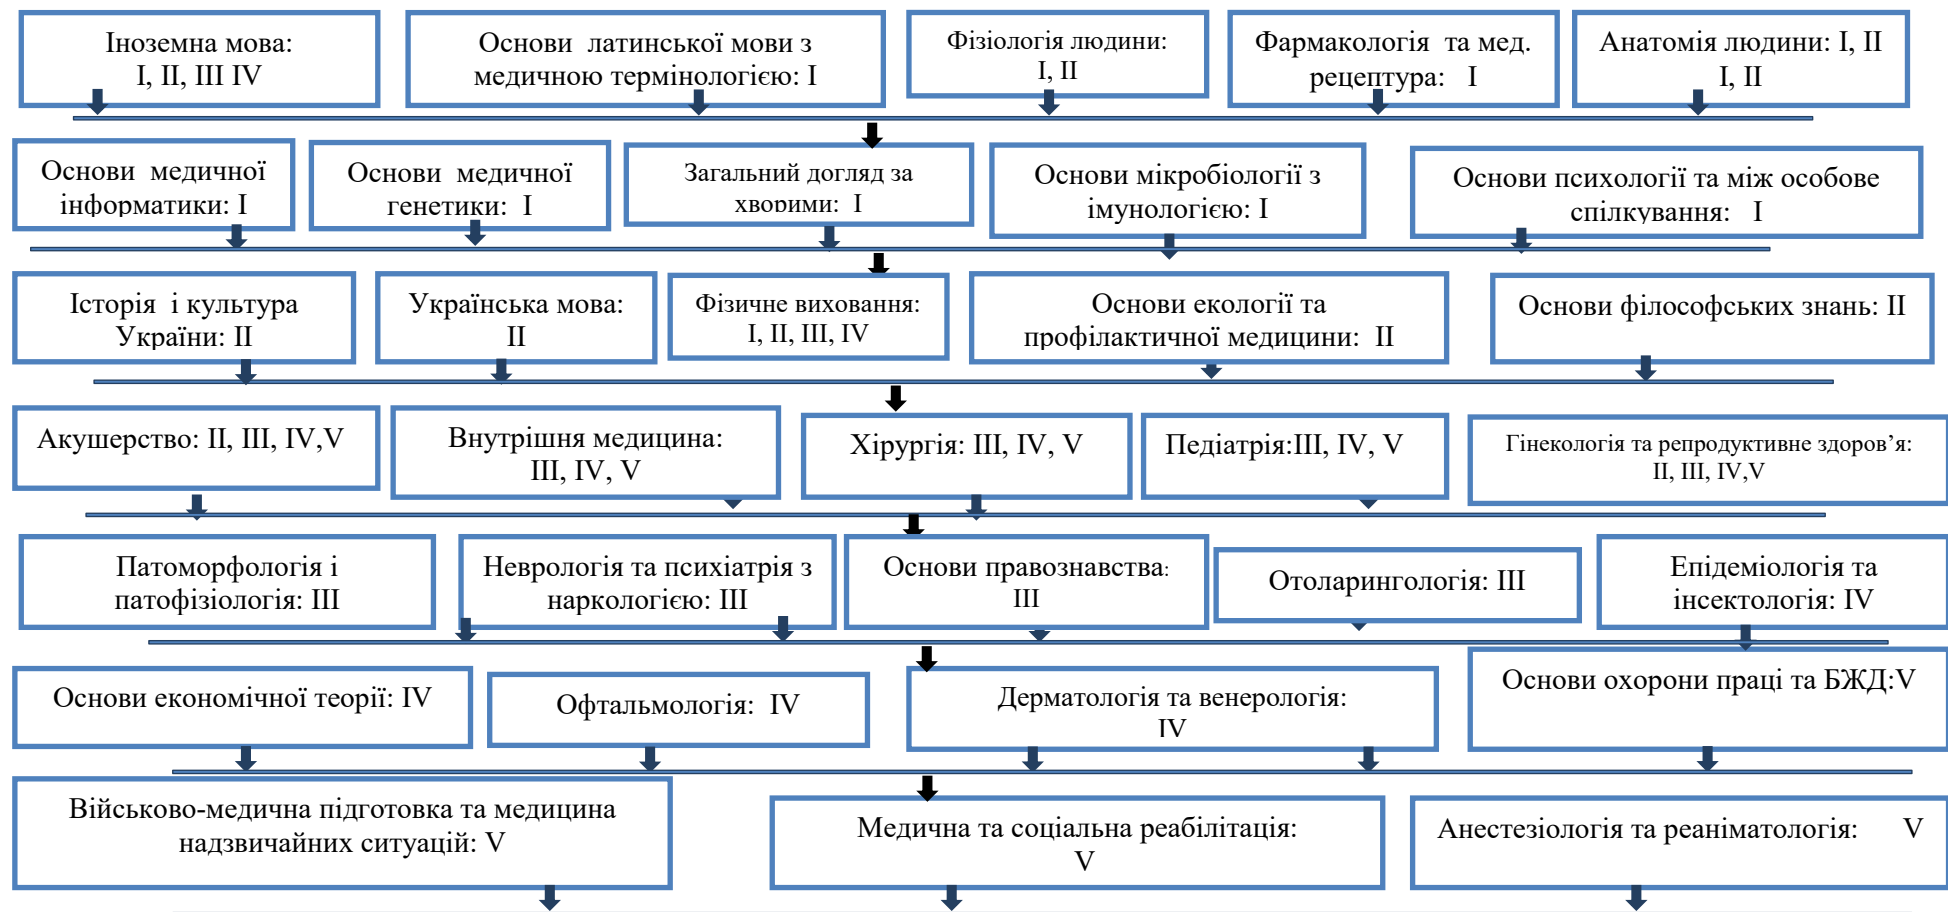 Іноземна мова:
I, II, III IV
Основи латинської мови з
медичною термінологією: I
Фізіологія людини:
I, II
Фармакологія та мед.
рецептура: I
Анатомія людини: I, II
I, II
Основи медичної
інформатики: I
Основи медичної
генетики: I
Загальний догляд за
хворими: I
Основи мікробіології з
імунологією: I
Основи психології та між особове
спілкування: I
Історія і культура
України: II
Українська мова:
II
Фізичне виховання:
I, II, III, IV
Основи екології та
профілактичної медицини: II
Основи філософських знань: II
Акушерство: II, III, IV,V
Внутрішня медицина:
III, IV, V
Хірургія: III, IV, V
Педіатрія:III, IV, V
Гінекологія та репродуктивне здоров’я:
II, III, IV,V
Патоморфологія і
патофізіологія: III
Неврологія та психіатрія з
наркологією: III
Основи правознавства:
III
Отоларингологія: III
Епідеміологія та
інсектологія: IV
Основи економічної теорії: IV
Офтальмологія: IV
Дерматологія та венерологія:
IV
Основи охорони праці та БЖД:V
Військово-медична підготовка та медицина
надзвичайних ситуацій: V
Медична та соціальна реабілітація:
V
Анестезіологія та реаніматологія: V